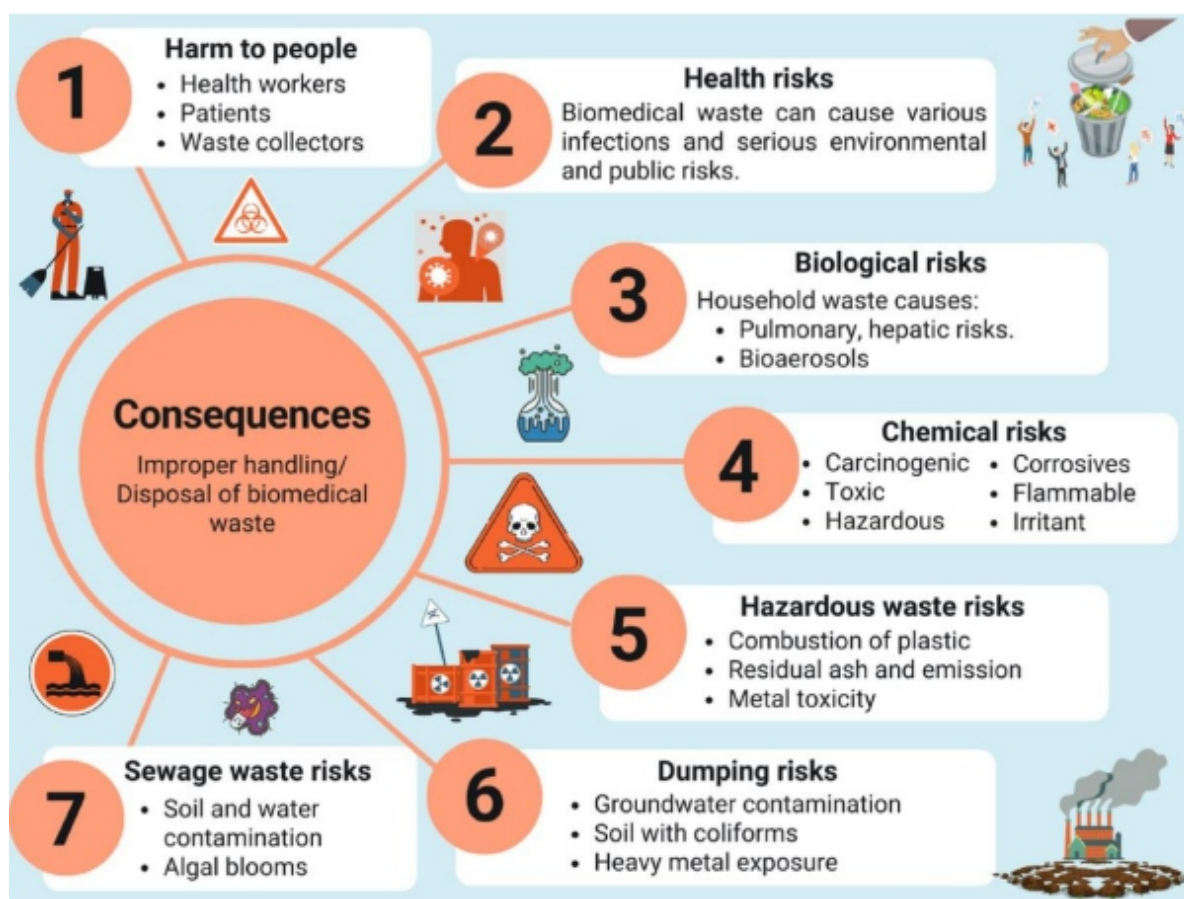 1
Harm to people
• Health workers
• Patients
• Waste collectors
2
Health risks
Biomedical waste can cause various
infections and serious environmental
and public risks.
3
Biological risks
Household waste causes:
• Pulmonary, hepatic risks.
• Bioaerosols
Consequences
Improper handling/
Disposal of biomedical
waste
4
Chemical risks
• Carcinogenic • Corrosives
• Toxic • Flammable
• Hazardous • Irritant
5
Hazardous waste risks
• Combustion of plastic
• Residual ash and emission
• Metal toxicity
6
Dumping risks
• Groundwater contamination
• Soil with coliforms
• Heavy metal exposure
7
Sewage waste risks
• Soil and water
contamination
• Algal blooms